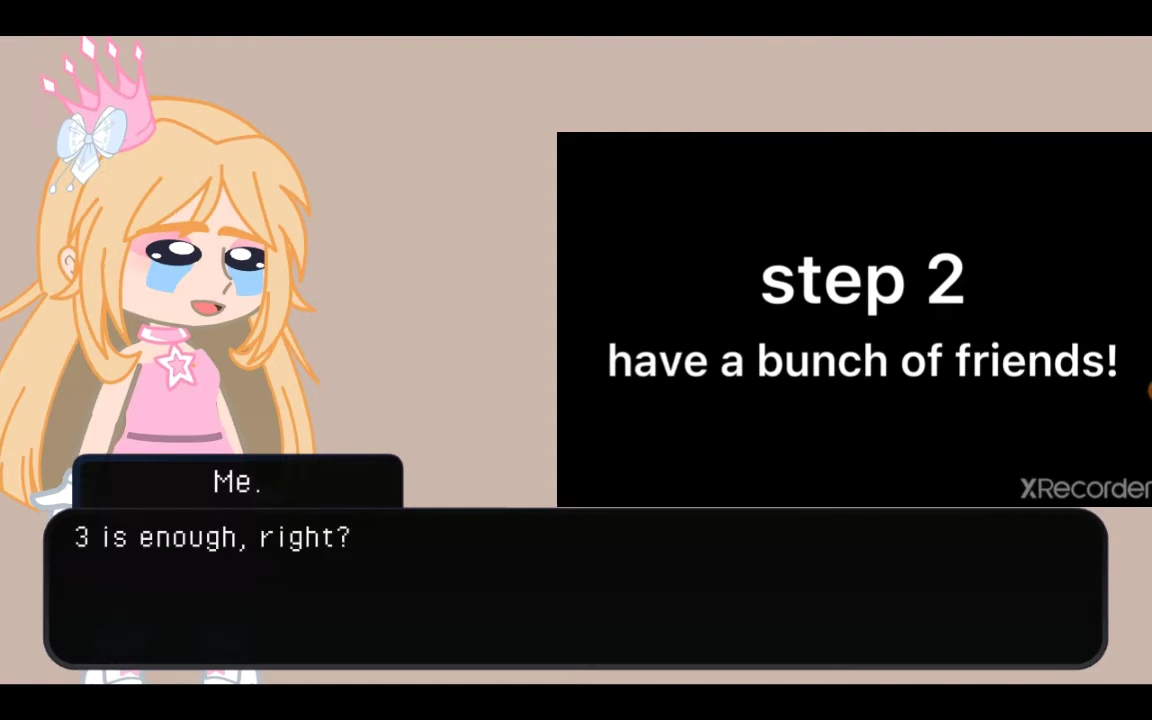 step 2
have a bunch of friends!
XRecorder
Me.
3 is enough, right?